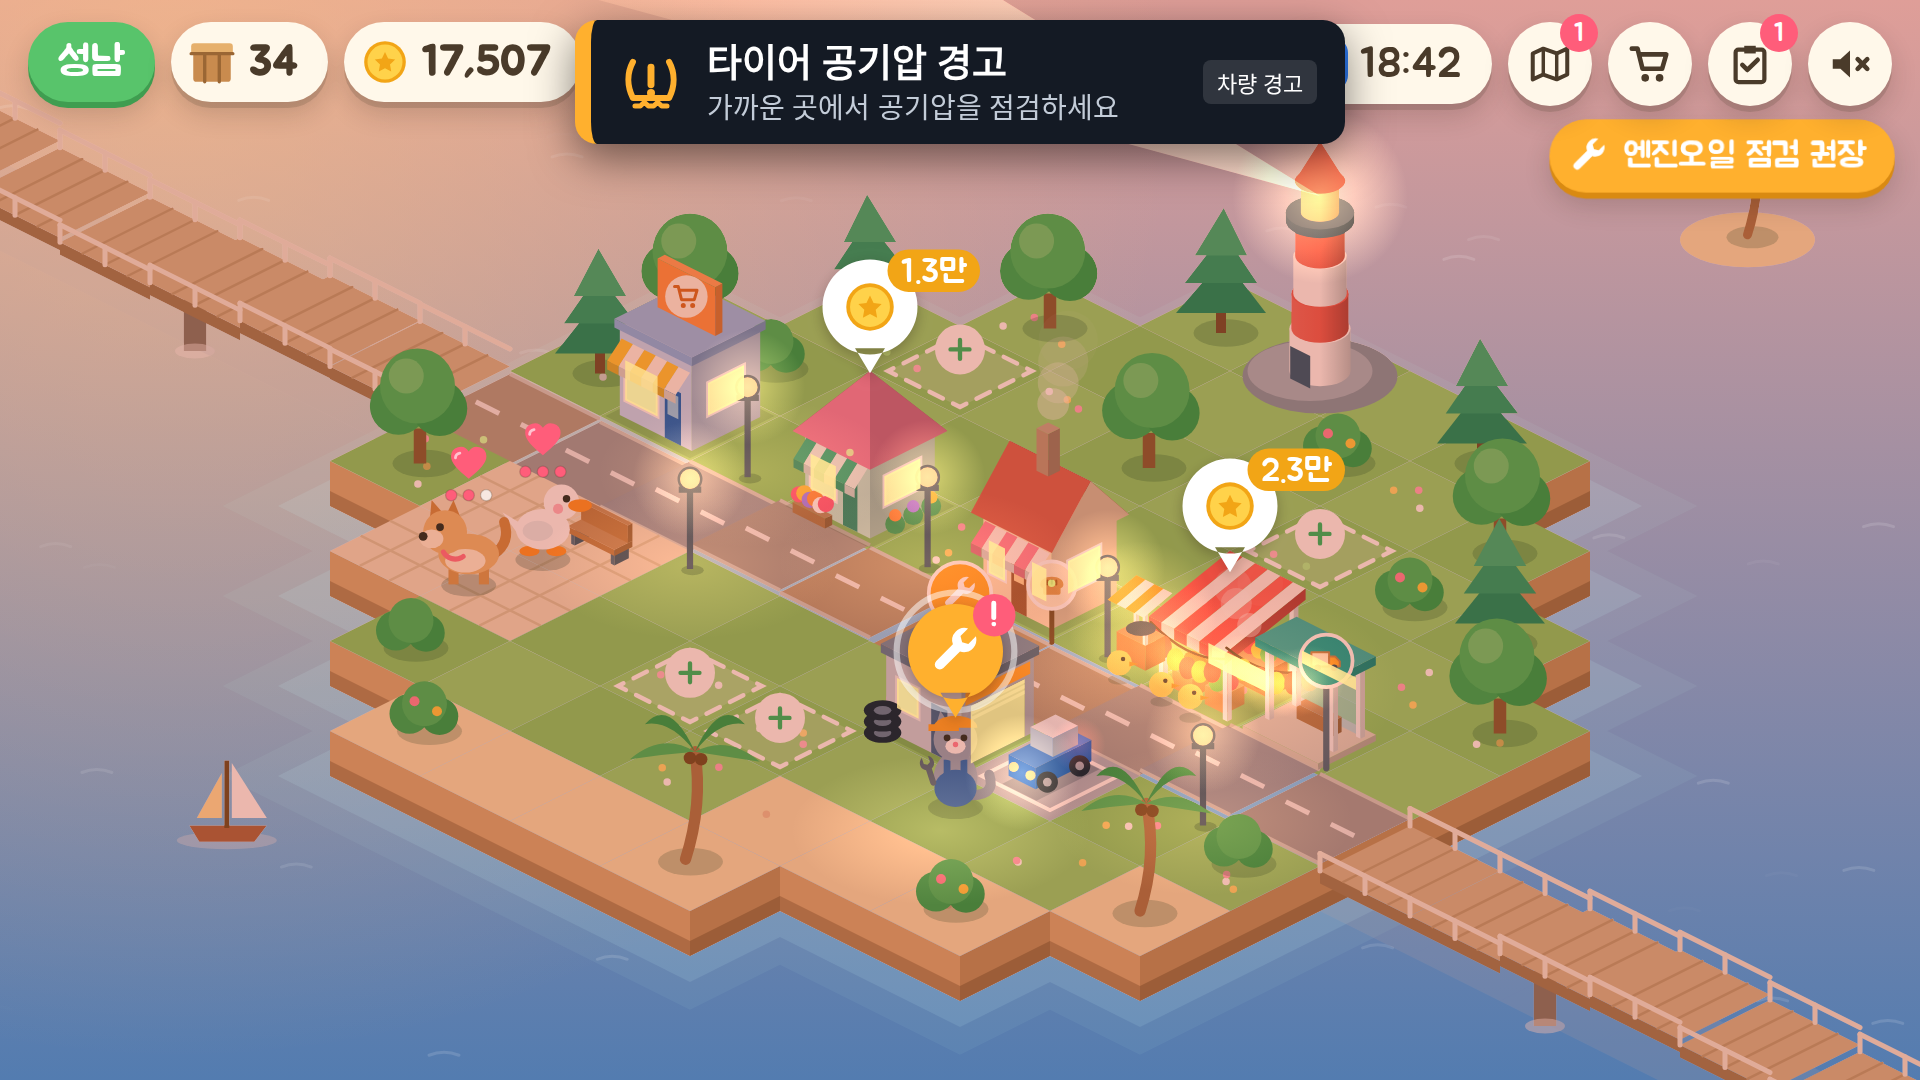 성남
34
17,507
타이어 공기압 경고
가까운 곳에서 공기압을 점검하세요
차량 경고
18:42
1
1
엔진오일 점검 권장
1.3만
2.3만
!